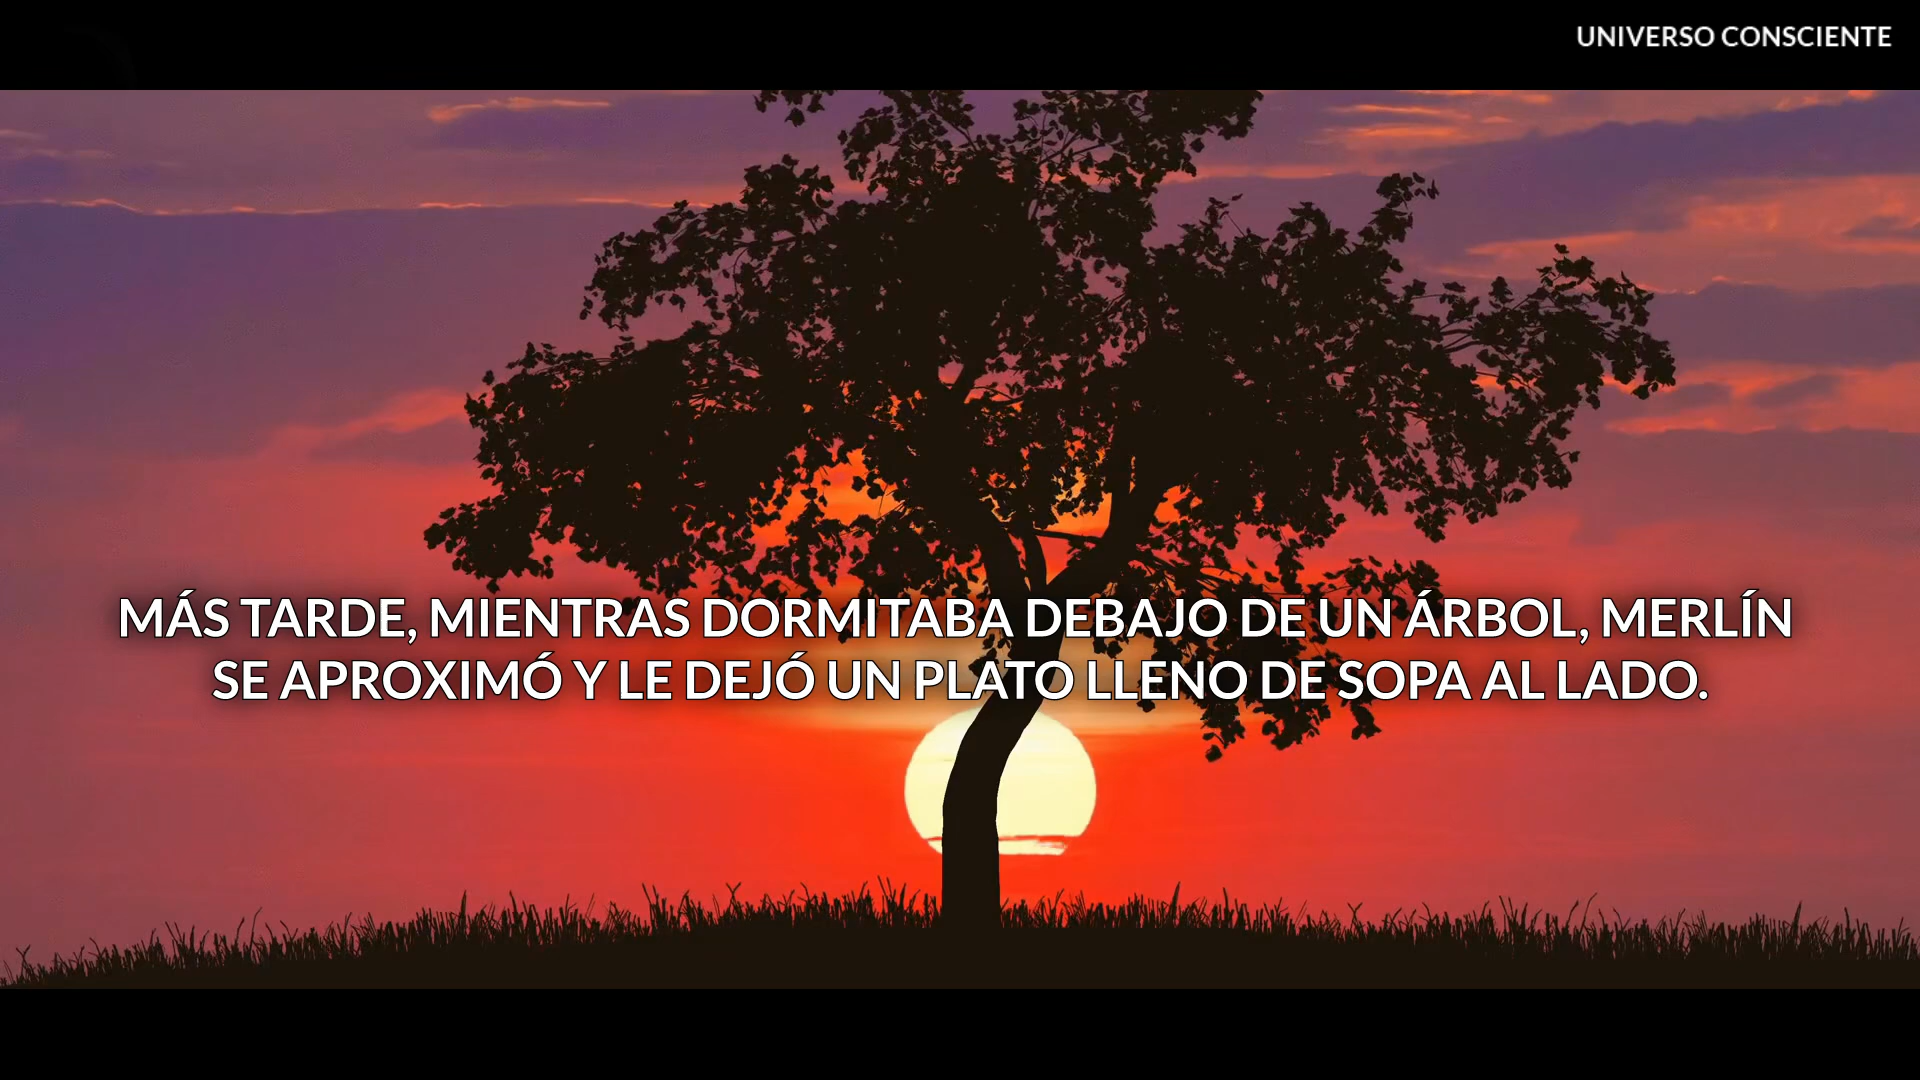 UNIVERSO CONSCIENTE
MÁS TARDE, MIENTRAS DORMITABA DEBAJO DE UN ÁRBOL, MERLÍN
SE APROXIMÓ Y LE DEJÓ UN PLATO LLENO DE SOPA AL LADO.